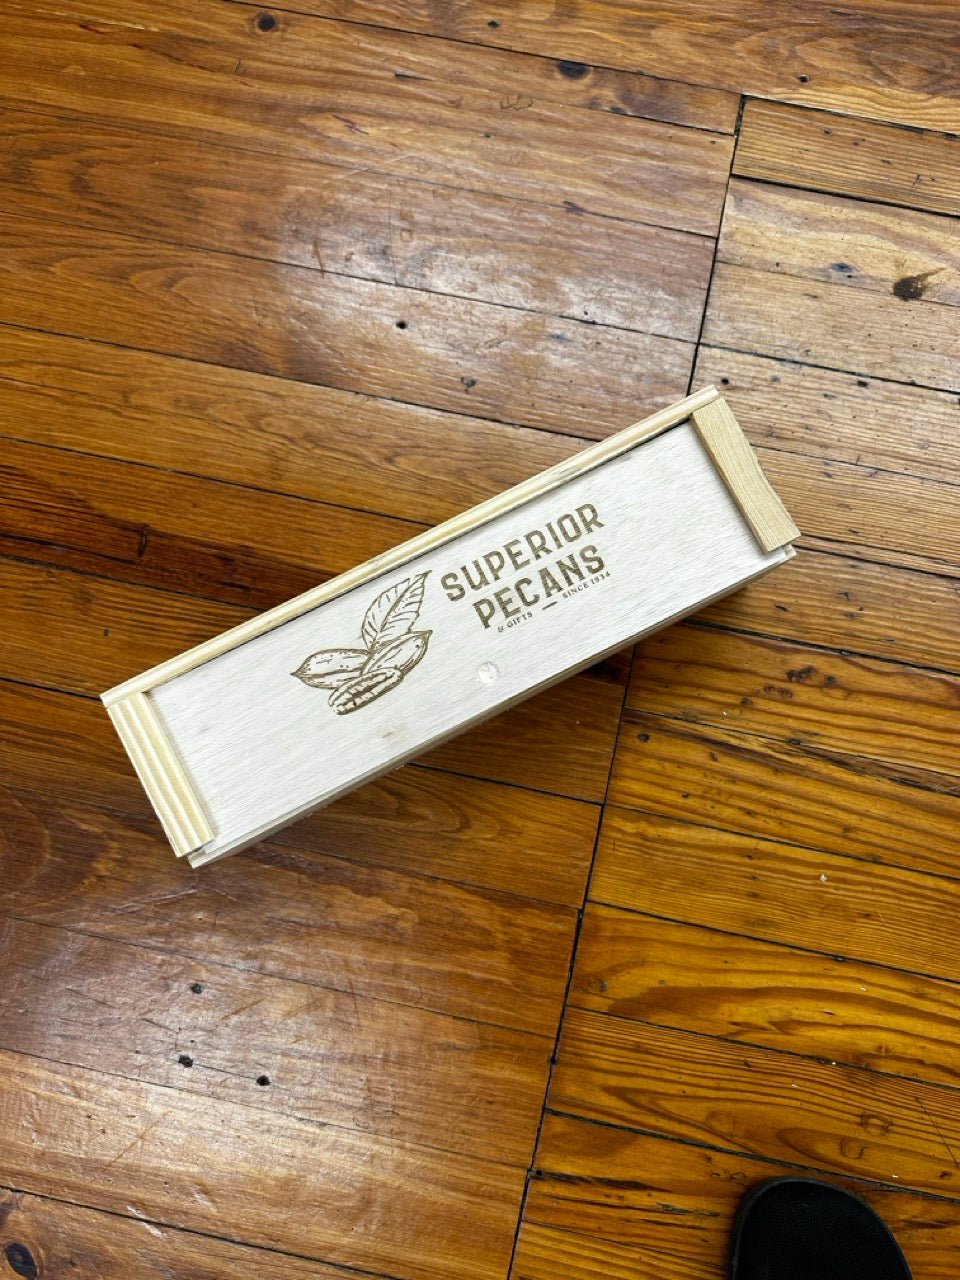 SUPERIOR
PECANS
& GIFTS — SINCE 1934